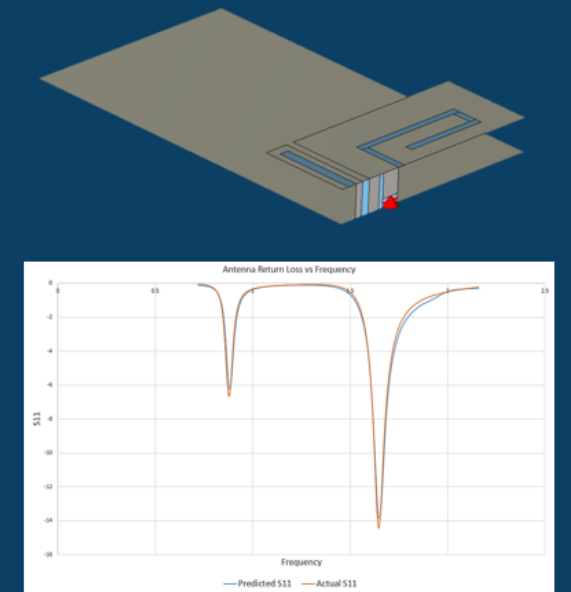 Antenna Return Loss vs Frequency
0
0 0.5 1 1.5 2 2.5
-2
-4
-6
-8
-10
-12
-14
-16
S11
Frequency
Predicted S11 Actual S11